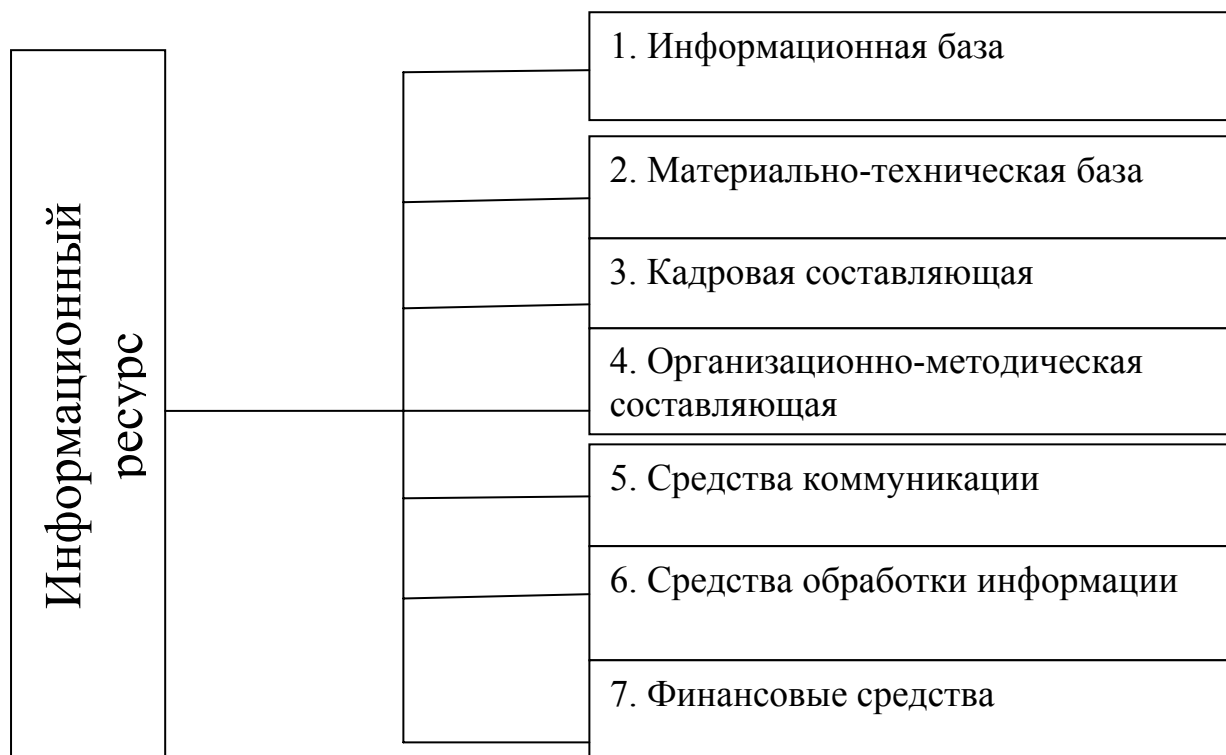 Информационный
ресурс
1. Информационная база
2. Материально-техническая база
3. Кадровая составляющая
4. Организационно-методическая
составляющая
5. Средства коммуникации
6. Средства обработки информации
7. Финансовые средства